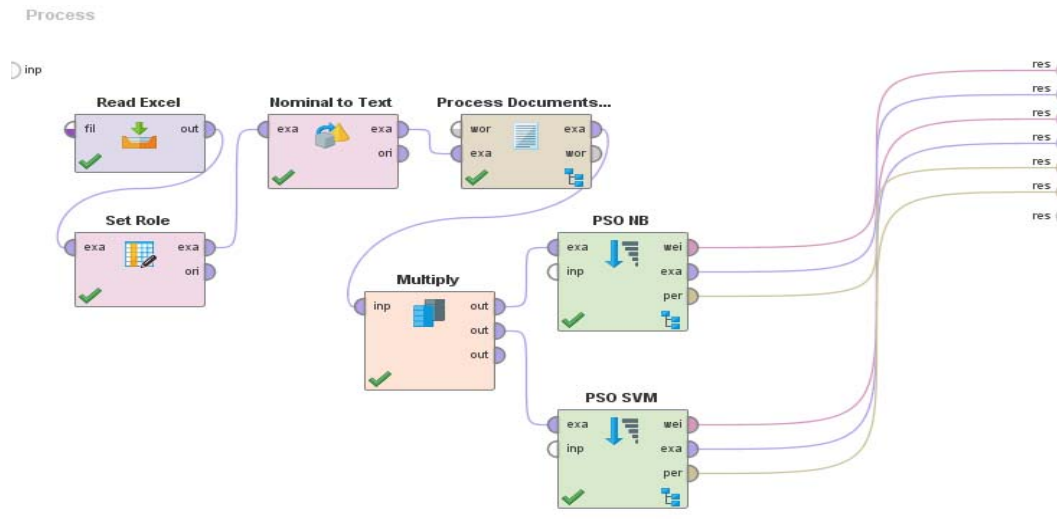 Process
inp
Read Excel
fil out
Nominal to Text
exa exa
ori
Process Documents...
wor exa
exa wor
Set Role
exa exa
ori
Multiply
inp out
out
out
PSO NB
exa wei
inp exa
per
PSO SVM
exa wei
inp exa
per
res
res
res
res
res
res
res